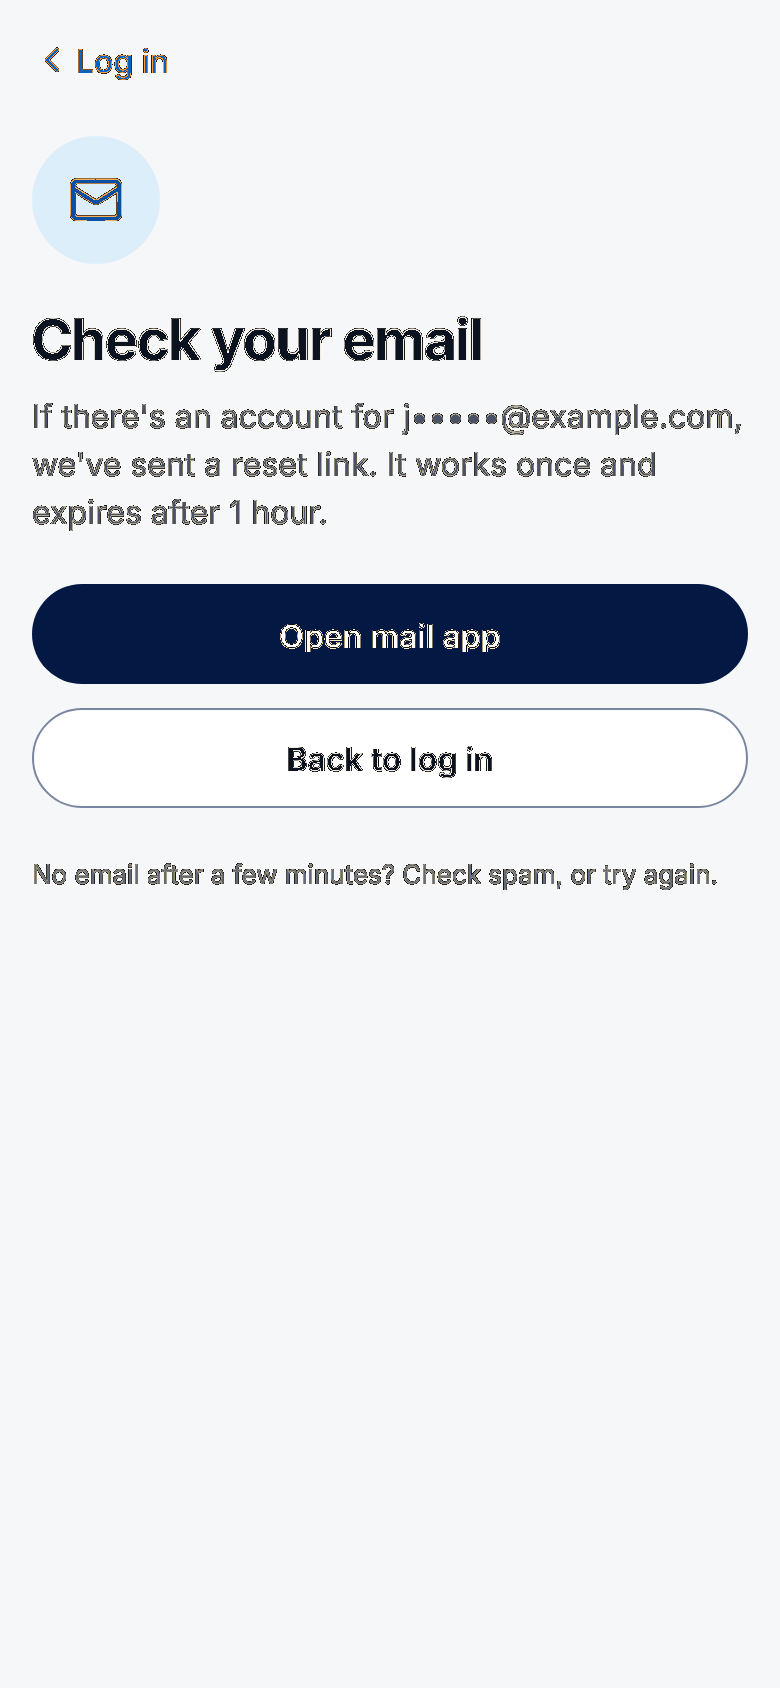 Log in
Check your email
If there's an account for j•••••@example.com,
we've sent a reset link. It works once and
expires after 1 hour.
Open mail app
Back to log in
No email after a few minutes? Check spam, or try again.